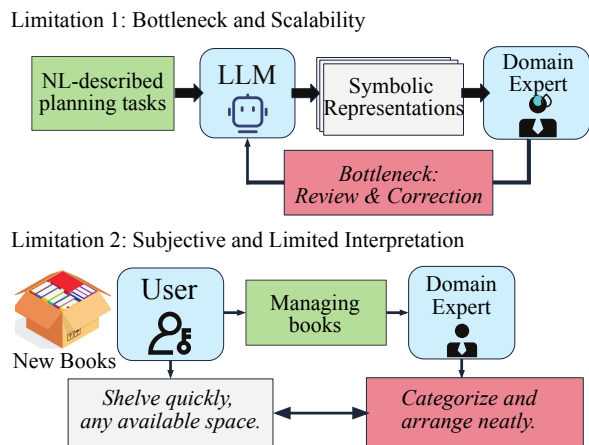 Limitation 1: Bottleneck and Scalability
NL-described
planning tasks
LLM
Symbolic
Representations
Domain
Expert
Bottleneck:
Review & Correction
Limitation 2: Subjective and Limited Interpretation
New Books
User
Managing
books
Domain
Expert
Shelve quickly,
any available space.
Categorize and
arrange neatly.